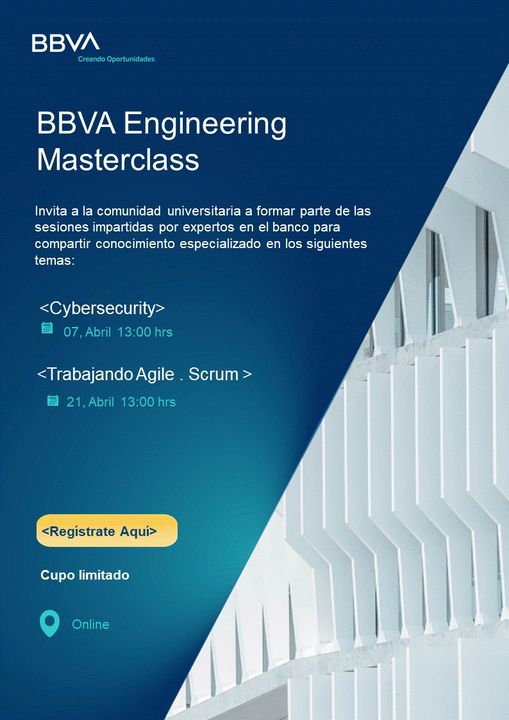 BBVA
Creando Oportunidades
BBVA Engineering
Masterclass
Invita a la comunidad universitaria a formar parte de las
sesiones impartidas por expertos en el banco para
compartir conocimiento especializado en los siguientes
temas:
<Cybersecurity>
07, Abril 13:00 hrs
<Trabajando Agile . Scrum >
21, Abril 13:00 hrs
<Regístrate Aquí>
Cupo limitado
Online